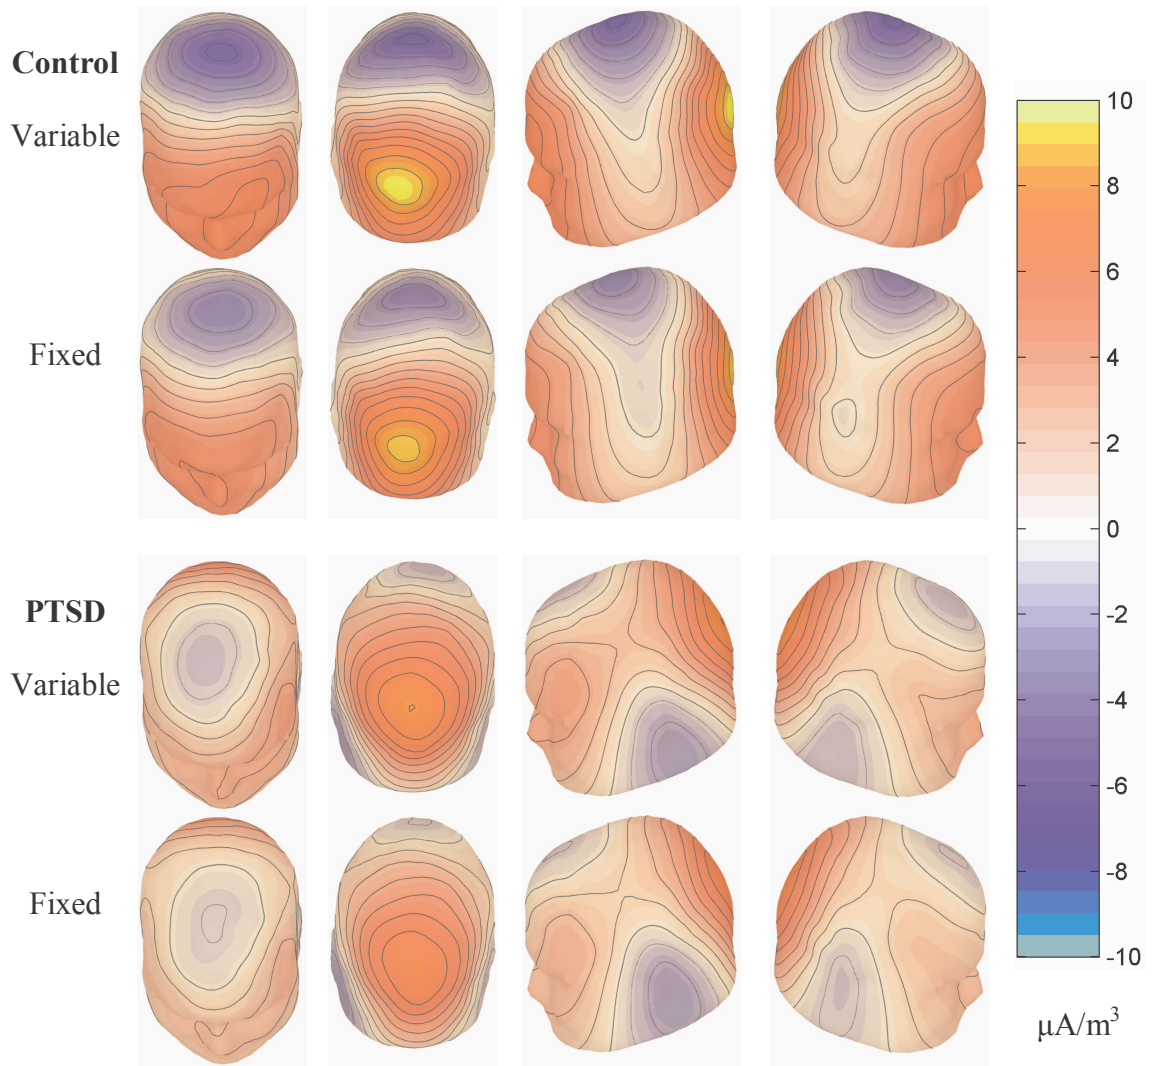 Control
Variable
Fixed
PTSD
Variable
Fixed
10
8
6
4
2
0
-2
-4
-6
-8
-10
μA/m³